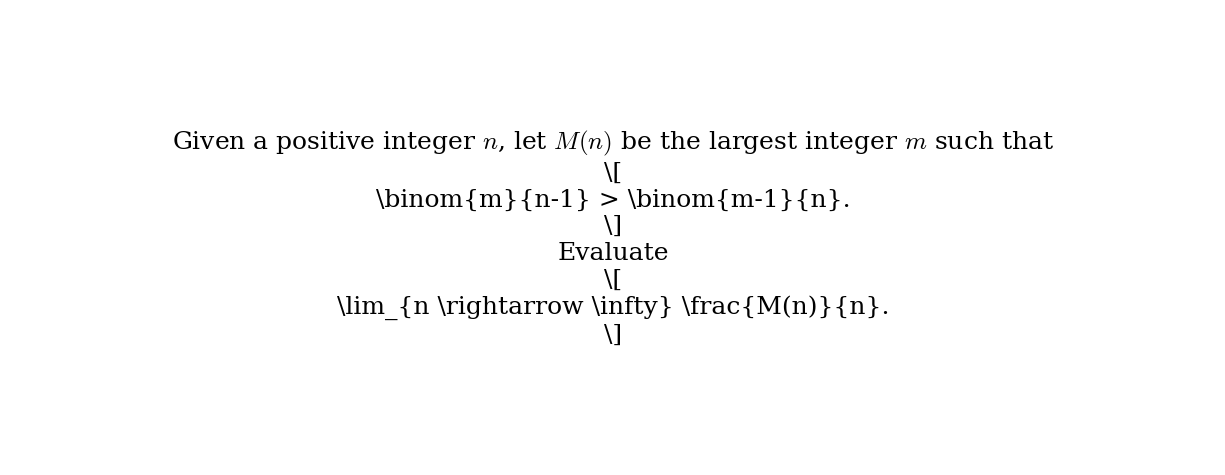 Given a positive integer $n$, let $M(n)$ be the largest integer $m$ such that
\[
\binom{m}{n-1} > \binom{m-1}{n}.
\]
Evaluate
\[
\lim_{n \rightarrow \infty} \frac{M(n)}{n}.
\]